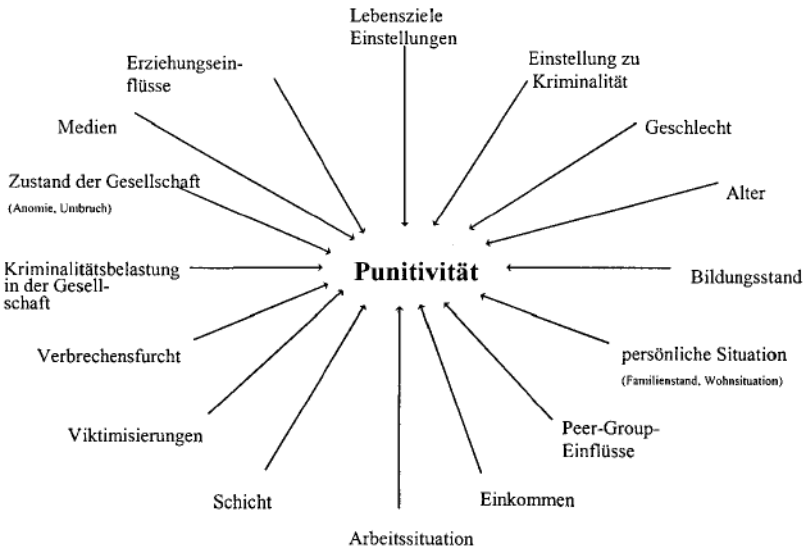 Lebensziele
Einstellungen
Erziehungsein-
flüsse
Einstellung zu
Kriminalität
Medien
Geschlecht
Zustand der Gesellschaft
(Anomie, Umbruch)
Alter
Punitivität
Kriminalitätsbelastung
in der Gesell-
schaft
Bildungsstand
Verbrechensfurcht
persönliche Situation
(Familienstand, Wohnsituation)
Viktimisierungen
Peer-Group-
Einflüsse
Schicht
Einkommen
Arbeitssituation